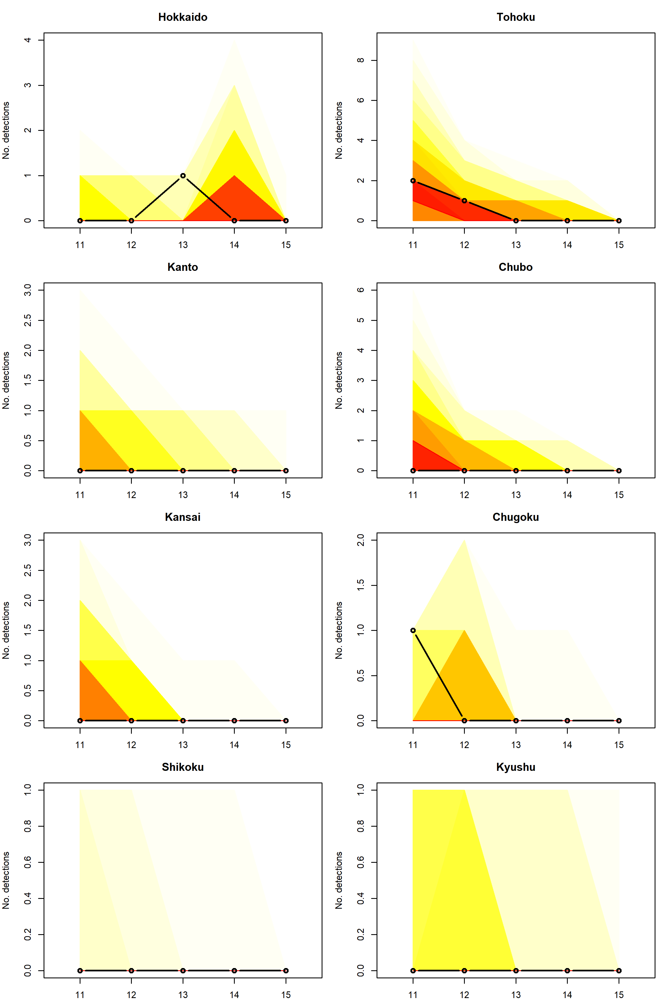 Hokkaido
No. detections
4
3
2
1
0
11 12 13 14 15
Tohoku
No. detections
8
6
4
2
0
11 12 13 14 15
Kanto
No. detections
3.0
2.5
2.0
1.5
1.0
0.5
0.0
11 12 13 14 15
Chubo
No. detections
6
5
4
3
2
1
0
11 12 13 14 15
Kansai
No. detections
3.0
2.5
2.0
1.5
1.0
0.5
0.0
11 12 13 14 15
Chugoku
No. detections
2.0
1.5
1.0
0.5
0.0
11 12 13 14 15
Shikoku
No. detections
1.0
0.8
0.6
0.4
0.2
0.0
11 12 13 14 15
Kyushu
No. detections
1.0
0.8
0.6
0.4
0.2
0.0
11 12 13 14 15